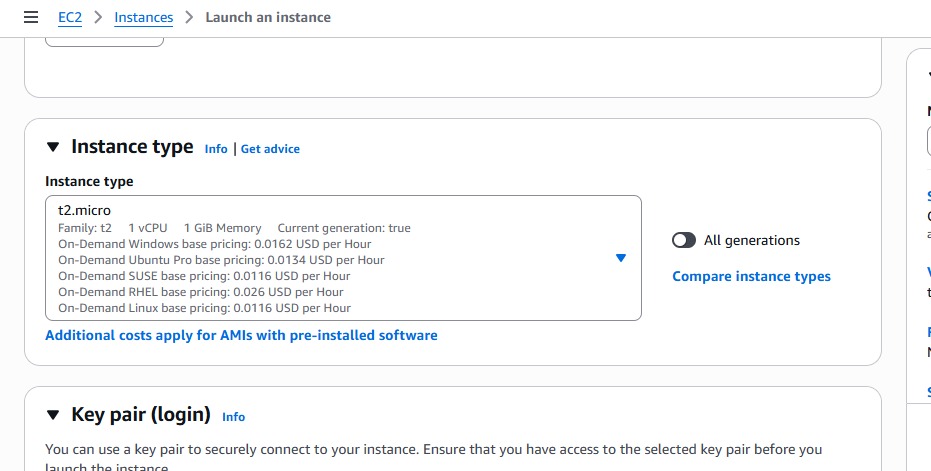 EC2 > Instances > Launch an instance
Instance type Info | Get advice
Instance type
t2.micro
Family: t2 1 vCPU 1 GiB Memory Current generation: true
On-Demand Windows base pricing: 0.0162 USD per Hour
On-Demand Ubuntu Pro base pricing: 0.0134 USD per Hour
On-Demand SUSE base pricing: 0.0116 USD per Hour
On-Demand RHEL base pricing: 0.026 USD per Hour
On-Demand Linux base pricing: 0.0116 USD per Hour
All generations
Compare instance types
Additional costs apply for AMIs with pre-installed software
Key pair (login) Info
You can use a key pair to securely connect to your instance. Ensure that you have access to the selected key pair before you
launch the instance.